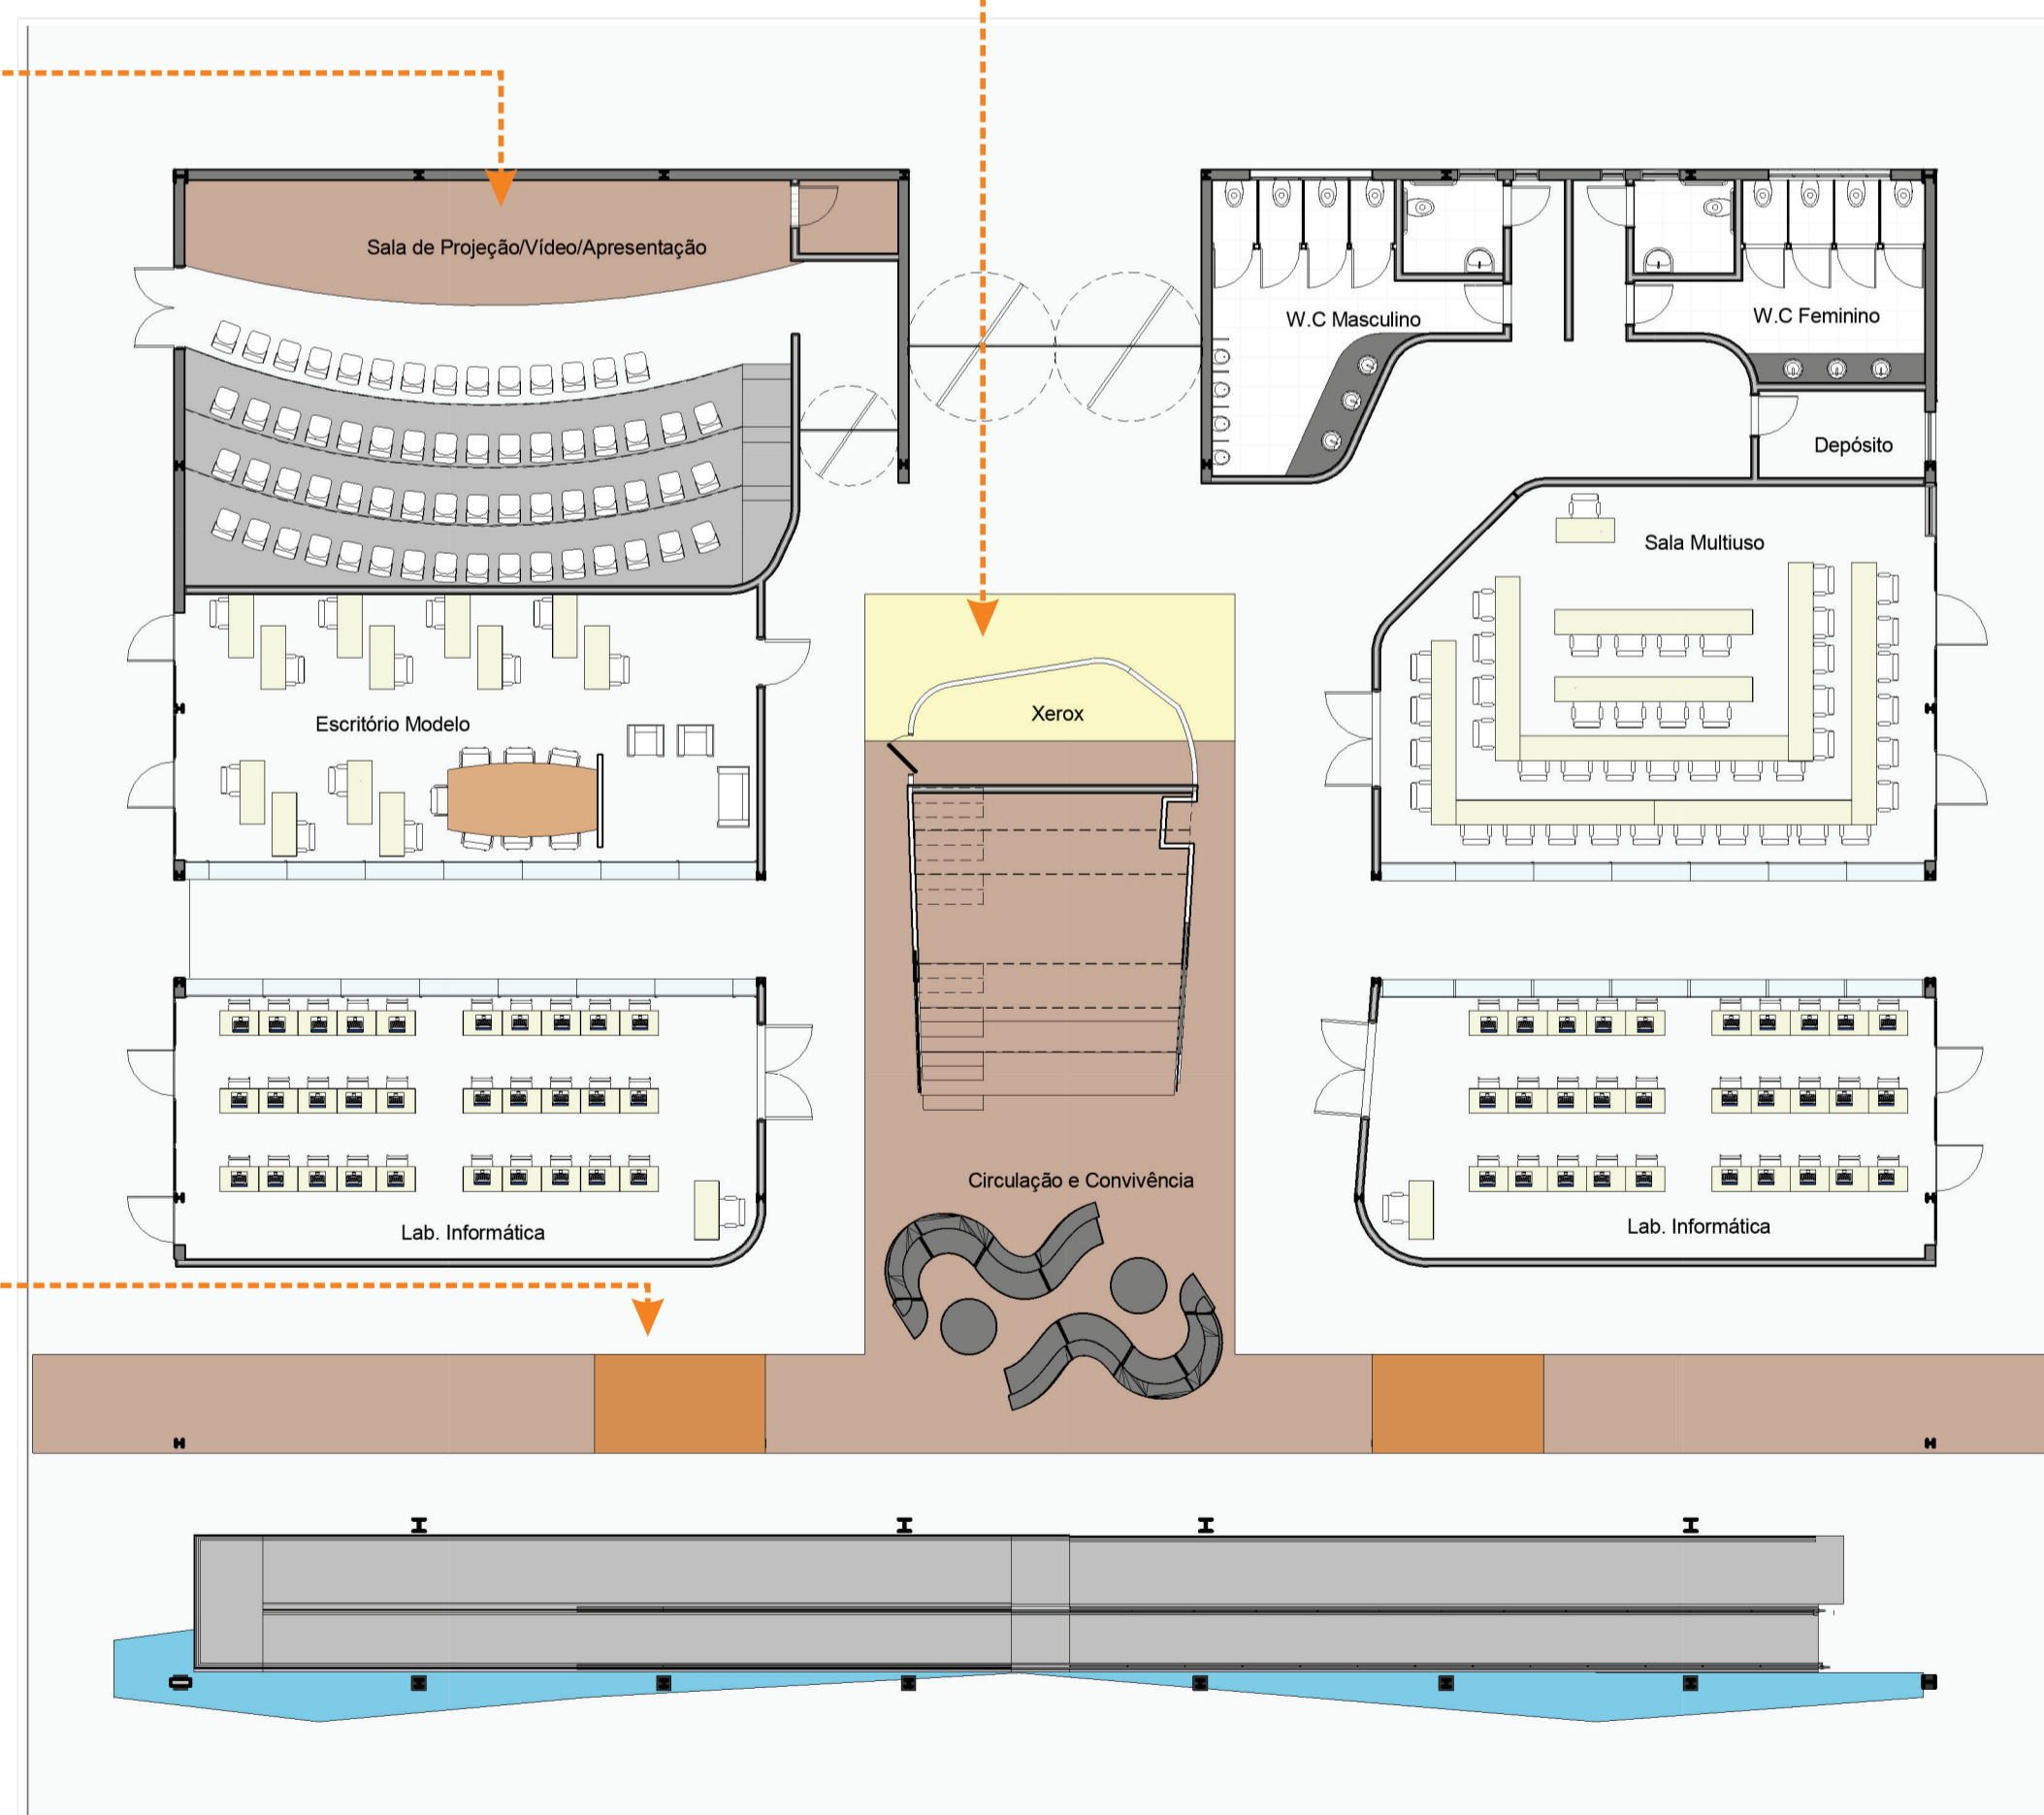 Sala de Projeção/Vídeo/Apresentação
W.C Masculino
W.C Feminino
Depósito
Sala Multiuso
Escritório Modelo
Xerox
Circulação e Convivência
Lab. Informática
Lab. Informática